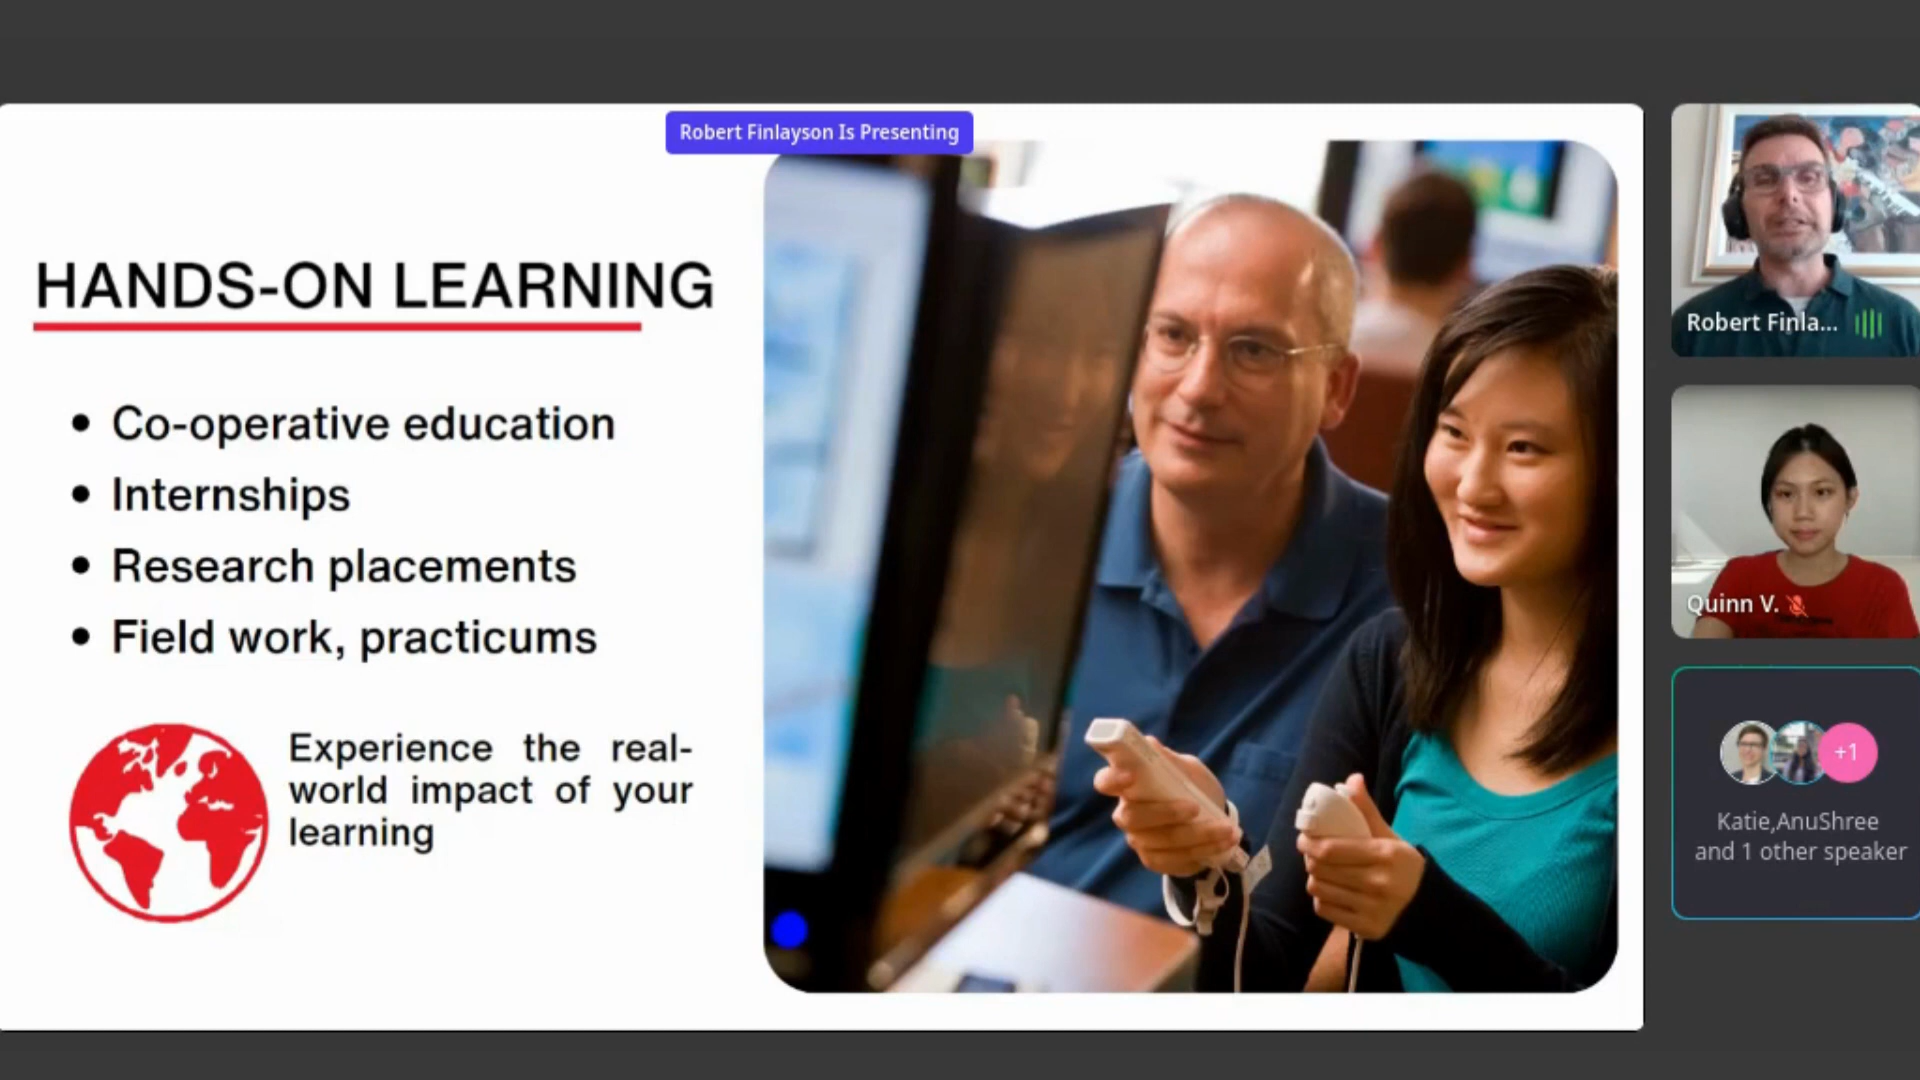 Robert Finlayson Is Presenting
HANDS-ON LEARNING
• Co-operative education
• Internships
• Research placements
• Field work, practicums
Experience the real-
world impact of your
learning
Robert Finla...
Quinn V.
+1
Katie,AnuShree
and 1 other speaker